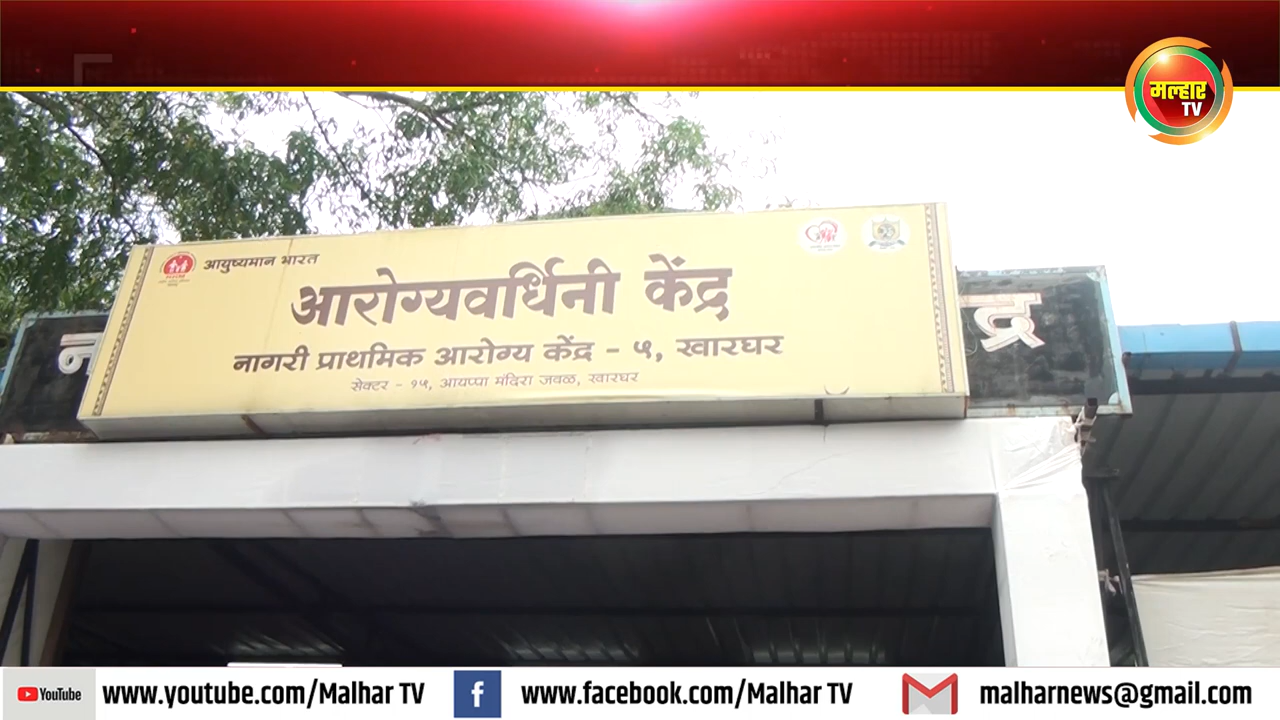 मल्हार
TV
आयुष्यमान भारत
आरोग्यवर्धिनी केंद्र
नागरी प्राथमिक आरोग्य केंद्र - ५, खारघर
सेक्टर - १५, आयप्पा मंदिरा जवळ, खारघर
YouTube
www.youtube.com/Malhar TV
www.facebook.com/Malhar TV
malharnews@gmail.com